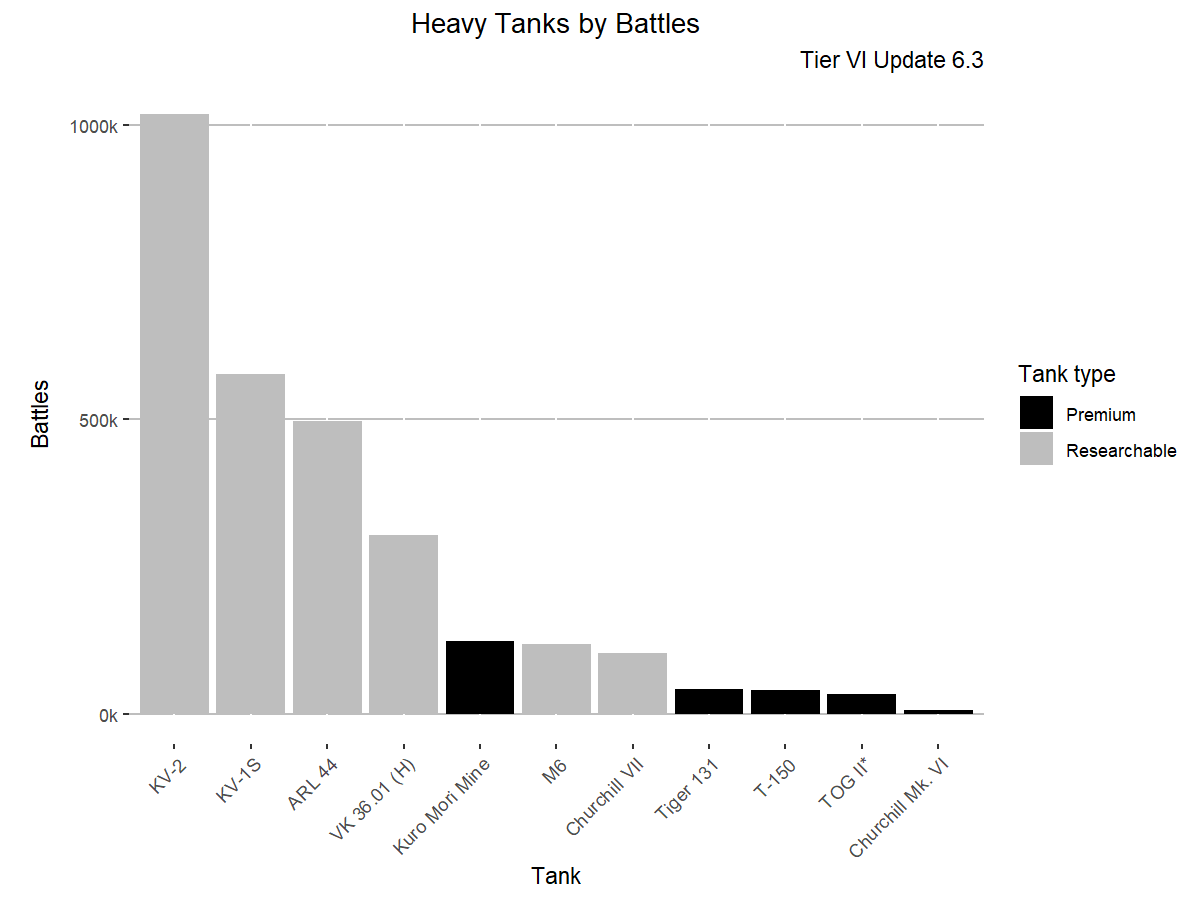 Heavy Tanks by Battles
Tier VI Update 6.3
1000k
500k
0k
Battles
KV-2
KV-1S
ARL 44
VK 36.01 (H)
Kuro Mori Mine
M6
Churchill VII
Tiger 131
T-150
TOG II*
Churchill Mk. VI
Tank
Tank type
Premium
Researchable